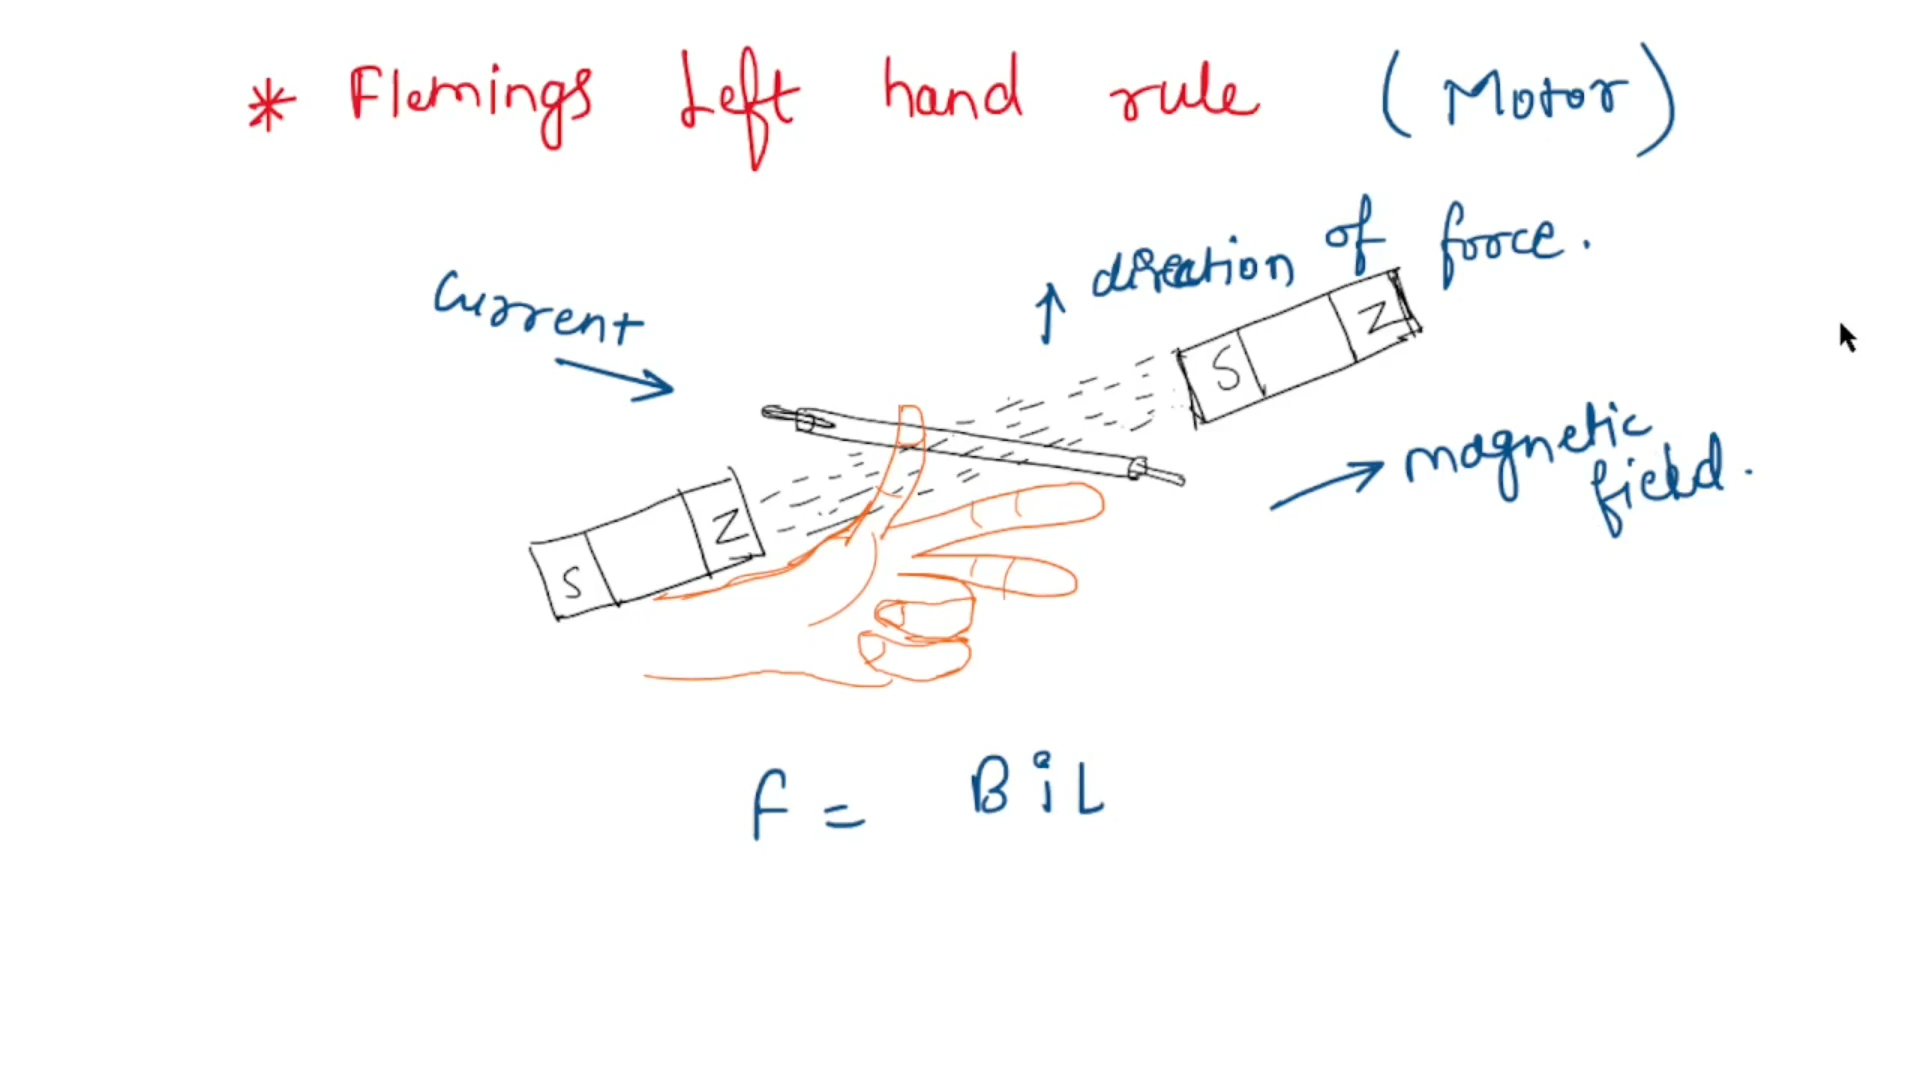 * Flemings Left hand rule (Motor)
Current
direction of force.
S N
S N
magnetic
field.
F = BiL